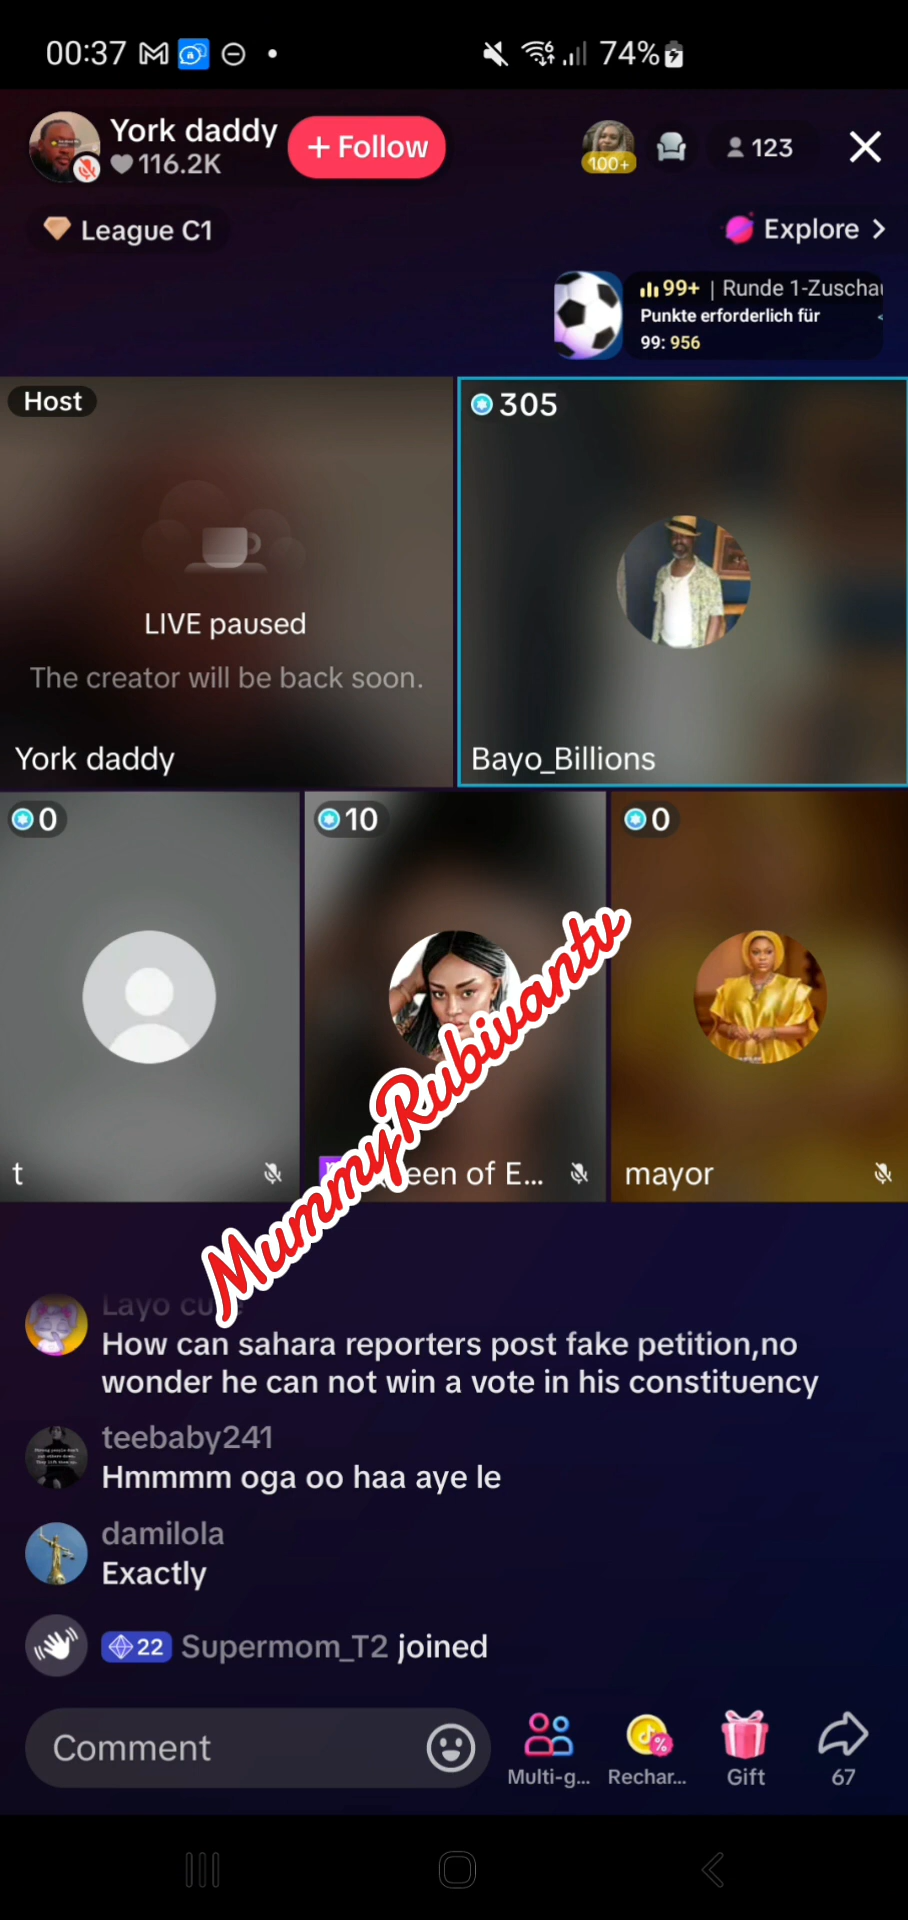 00:37
74%
York daddy
116.2K
+ Follow
100+
123
League C1
Explore >
99+ | Runde 1-Zuschau
Punkte erforderlich für
99: 956
Host
305
LIVE paused
The creator will be back soon.
York daddy
Bayo_Billions
0
10
0
t
een of E...
mayor
MummyRubivantv
Layo cu
How can sahara reporters post fake petition,no
wonder he can not win a vote in his constituency
teebaby241
Hmmmm oga oo haa aye le
damilola
Exactly
22 Supermom_T2 joined
Comment
Multi-g...
Rechar...
Gift
67